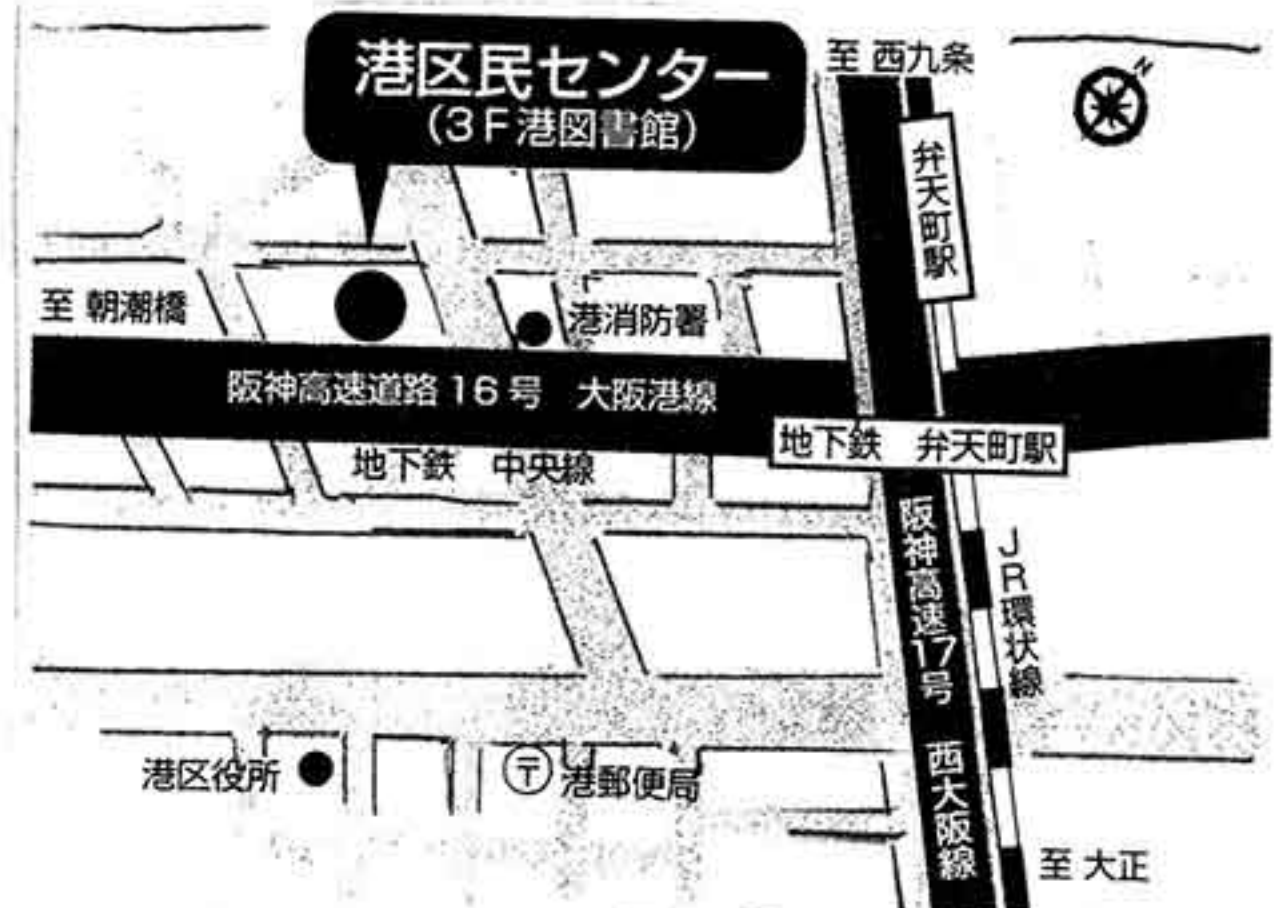 港区民センター
(3F港図書館)
至 西九条
N
弁天町駅
至 朝潮橋
港消防署
阪神高速道路16号 大阪港線
地下鉄 弁天町駅
地下鉄 中央線
阪神高速17号 西大阪線
JR環状線
港区役所
〒港郵便局
至 大正